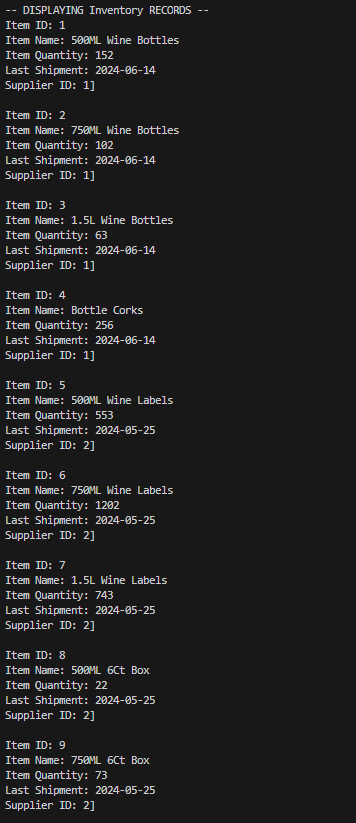 -- DISPLAYING Inventory RECORDS --
Item ID: 1
Item Name: 500ML Wine Bottles
Item Quantity: 152
Last Shipment: 2024-06-14
Supplier ID: 1]
Item ID: 2
Item Name: 750ML Wine Bottles
Item Quantity: 102
Last Shipment: 2024-06-14
Supplier ID: 1]
Item ID: 3
Item Name: 1.5L Wine Bottles
Item Quantity: 63
Last Shipment: 2024-06-14
Supplier ID: 1]
Item ID: 4
Item Name: Bottle Corks
Item Quantity: 256
Last Shipment: 2024-06-14
Supplier ID: 1]
Item ID: 5
Item Name: 500ML Wine Labels
Item Quantity: 553
Last Shipment: 2024-05-25
Supplier ID: 2]
Item ID: 6
Item Name: 750ML Wine Labels
Item Quantity: 1202
Last Shipment: 2024-05-25
Supplier ID: 2]
Item ID: 7
Item Name: 1.5L Wine Labels
Item Quantity: 743
Last Shipment: 2024-05-25
Supplier ID: 2]
Item ID: 8
Item Name: 500ML 6Ct Box
Item Quantity: 22
Last Shipment: 2024-05-25
Supplier ID: 2]
Item ID: 9
Item Name: 750ML 6Ct Box
Item Quantity: 73
Last Shipment: 2024-05-25
Supplier ID: 2]